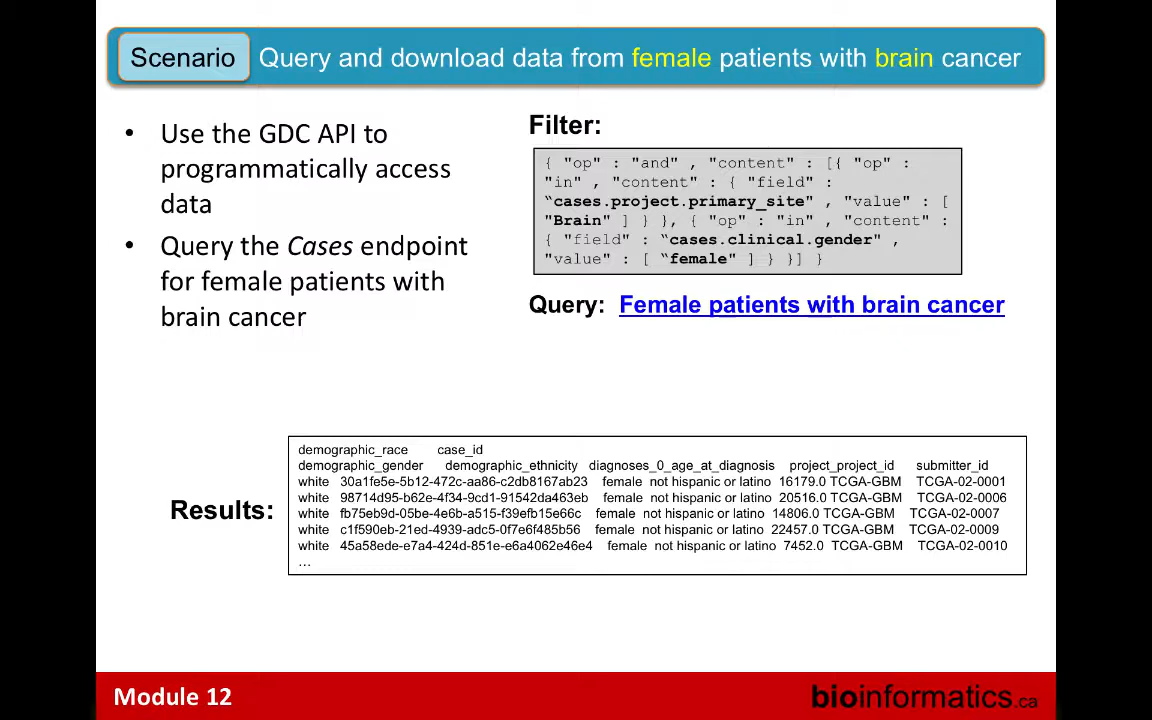 Scenario Query and download data from female patients with brain cancer
• Use the GDC API to
programmatically access
data
• Query the Cases endpoint
for female patients with
brain cancer
Filter:
{ "op" : "and" , "content" : [{ "op" :
"in" , "content" : { "field" :
“cases.project.primary_site" , "value" : [
"Brain" ] } }, { "op" : "in" , "content" :
{ "field" : “cases.clinical.gender" ,
"value" : [ “female" ] } }] }
Query: Female patients with brain cancer
Results:
demographic_race case_id
demographic_gender demographic_ethnicity diagnoses_0_age_at_diagnosis project_project_id submitter_id
white 30a1fe5e-5b12-472c-aa86-c2db8167ab23 female not hispanic or latino 16179.0 TCGA-GBM TCGA-02-0001
white 98714d95-b62e-4f34-9cd1-91542da463eb female not hispanic or latino 20516.0 TCGA-GBM TCGA-02-0006
white fb75eb9d-05be-4e6b-a515-f39efb15e66c female not hispanic or latino 14806.0 TCGA-GBM TCGA-02-0007
white c1f590eb-21ed-4939-adc5-0f7e6f485b56 female not hispanic or latino 22457.0 TCGA-GBM TCGA-02-0009
white 45a58ede-e7a4-424d-851e-e6a4062e46e4 female not hispanic or latino 7452.0 TCGA-GBM TCGA-02-0010
…
Module 12
bioinformatics.ca